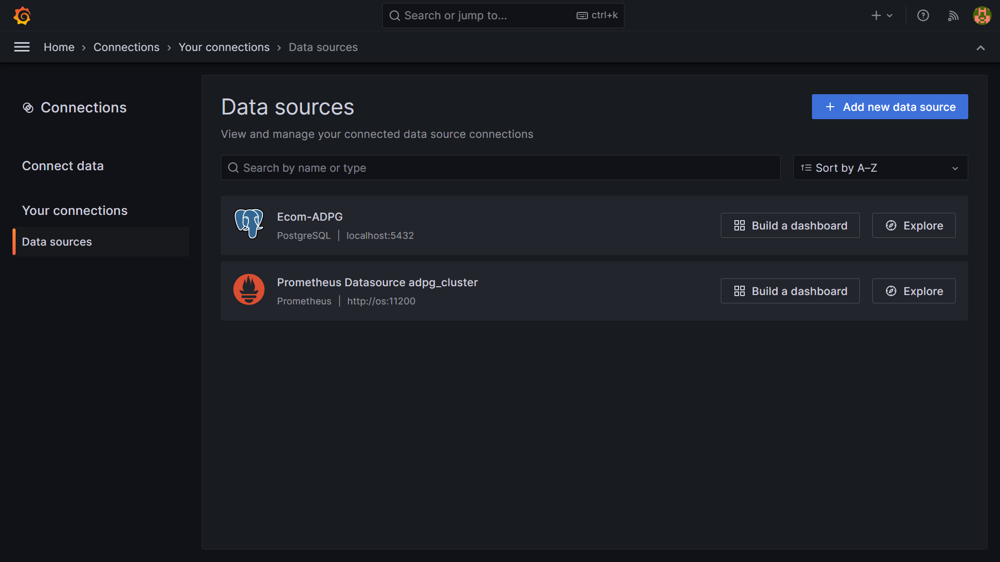 Search or jump to... ctrl+k
Home › Connections › Your connections › Data sources
Connections
Connect data
Your connections
Data sources
Data sources
Add new data source
View and manage your connected data source connections
Search by name or type
Sort by A–Z
Ecom-ADPG
PostgreSQL | localhost:5432
Build a dashboard
Explore
Prometheus Datasource adpg_cluster
Prometheus | http://os:11200
Build a dashboard
Explore